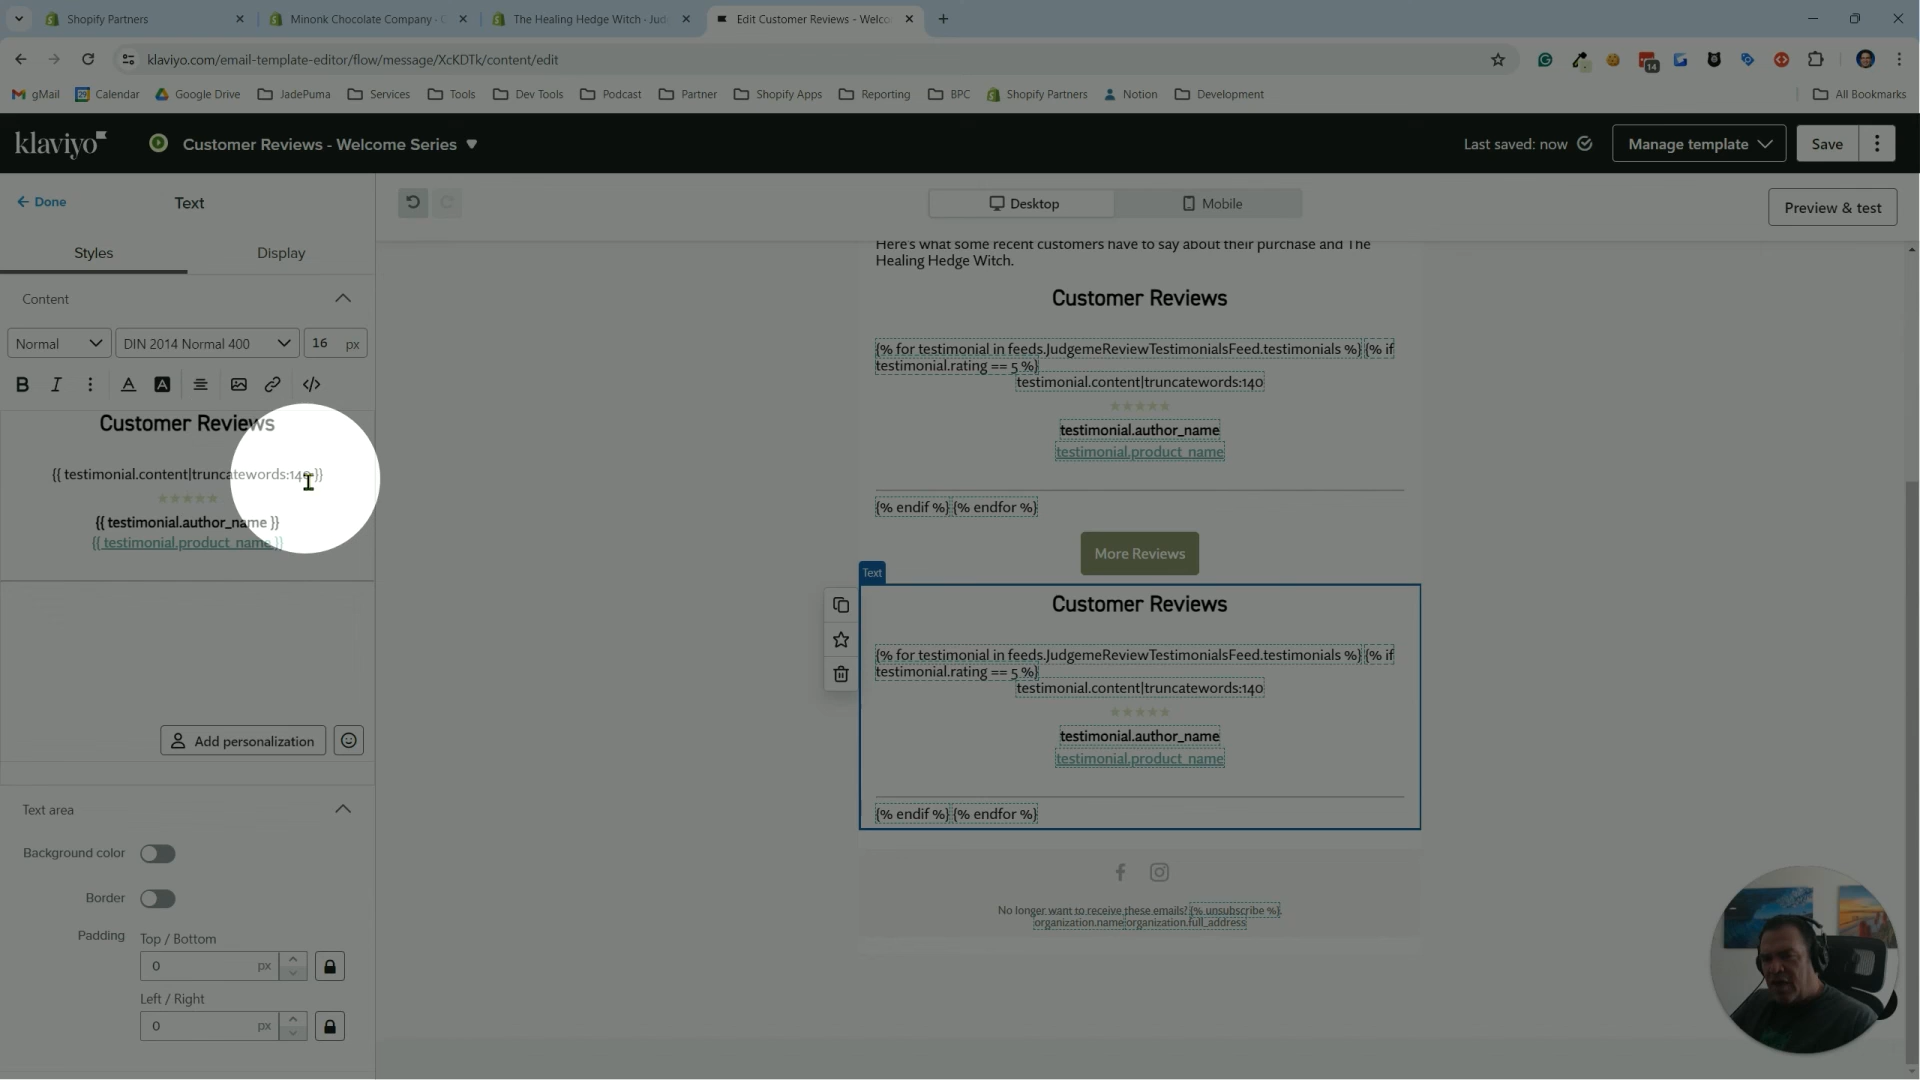 Shopify Partners
Minonk Chocolate Company · C
The Healing Hedge Witch · Jud
Edit Customer Reviews - Welco
klaviyo.com/email-template-editor/flow/message/XcKDTk/content/edit
14
gMail
Calendar
Google Drive
JadePuma
Services
Tools
Dev Tools
Podcast
Partner
Shopify Apps
Reporting
BPC
Shopify Partners
Notion
Development
All Bookmarks
klaviyo
Customer Reviews - Welcome Series
Last saved: now
Manage template
Save
Done
Text
Desktop
Mobile
Preview & test
Styles
Display
Content
Normal
DIN 2014 Normal 400
16 px
B I
A A
Customer Reviews
{{ testimonial.content|truncatewords:140 }}
★★★★★
{{ testimonial.author_name }}
{{ testimonial.product_name }}
Add personalization
Text area
Background color
Border
Padding
Top / Bottom
0 px
Left / Right
0 px
Here's what some recent customers have to say about their purchase and The
Healing Hedge Witch.
Customer Reviews
{% for testimonial in feeds.JudgemeReviewTestimonialsFeed.testimonials %} {% if
testimonial.rating == 5 %}
testimonial.content|truncatewords:140
★★★★★
testimonial.author_name
testimonial.product_name
{% endif %} {% endfor %}
More Reviews
Text
Customer Reviews
{% for testimonial in feeds.JudgemeReviewTestimonialsFeed.testimonials %} {% if
testimonial.rating == 5 %}
testimonial.content|truncatewords:140
★★★★★
testimonial.author_name
testimonial.product_name
{% endif %} {% endfor %}
No longer want to receive these emails? {% unsubscribe %}.
organization.name organization.full_address